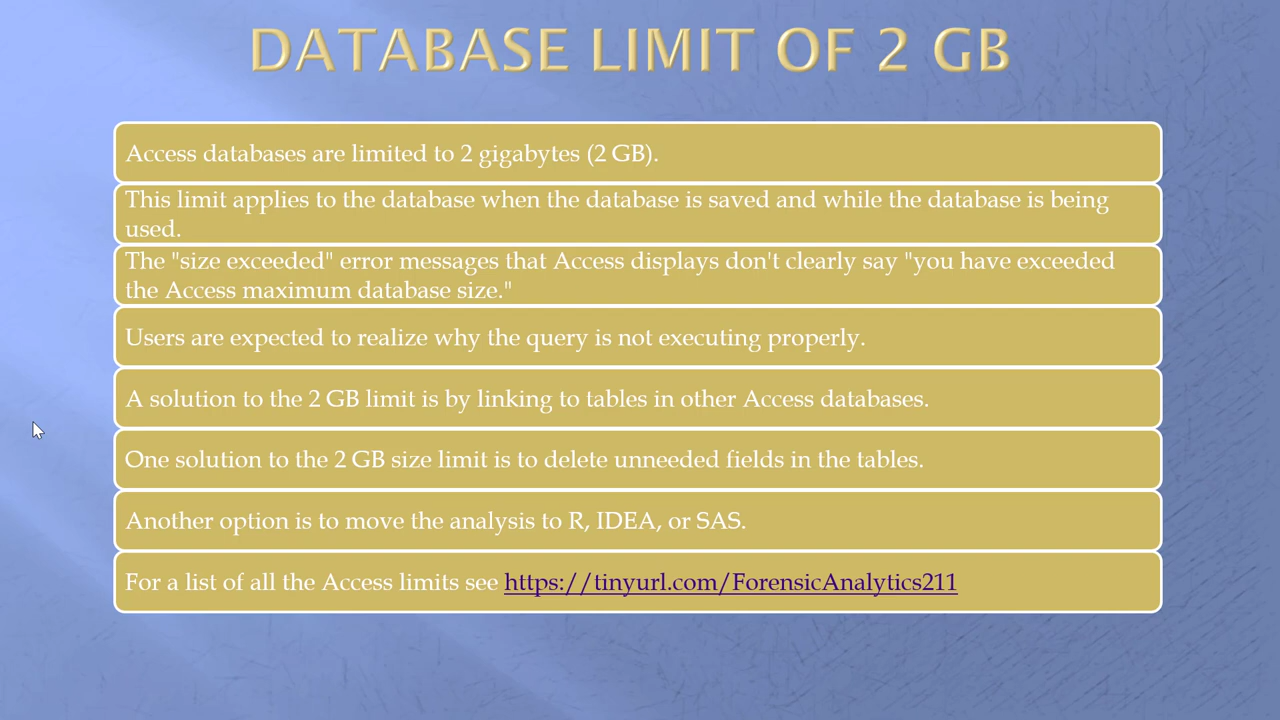 DATABASE LIMIT OF 2 GB
Access databases are limited to 2 gigabytes (2 GB).
This limit applies to the database when the database is saved and while the database is being
used.
The "size exceeded" error messages that Access displays don't clearly say "you have exceeded
the Access maximum database size."
Users are expected to realize why the query is not executing properly.
A solution to the 2 GB limit is by linking to tables in other Access databases.
One solution to the 2 GB size limit is to delete unneeded fields in the tables.
Another option is to move the analysis to R, IDEA, or SAS.
For a list of all the Access limits see https://tinyurl.com/ForensicAnalytics211